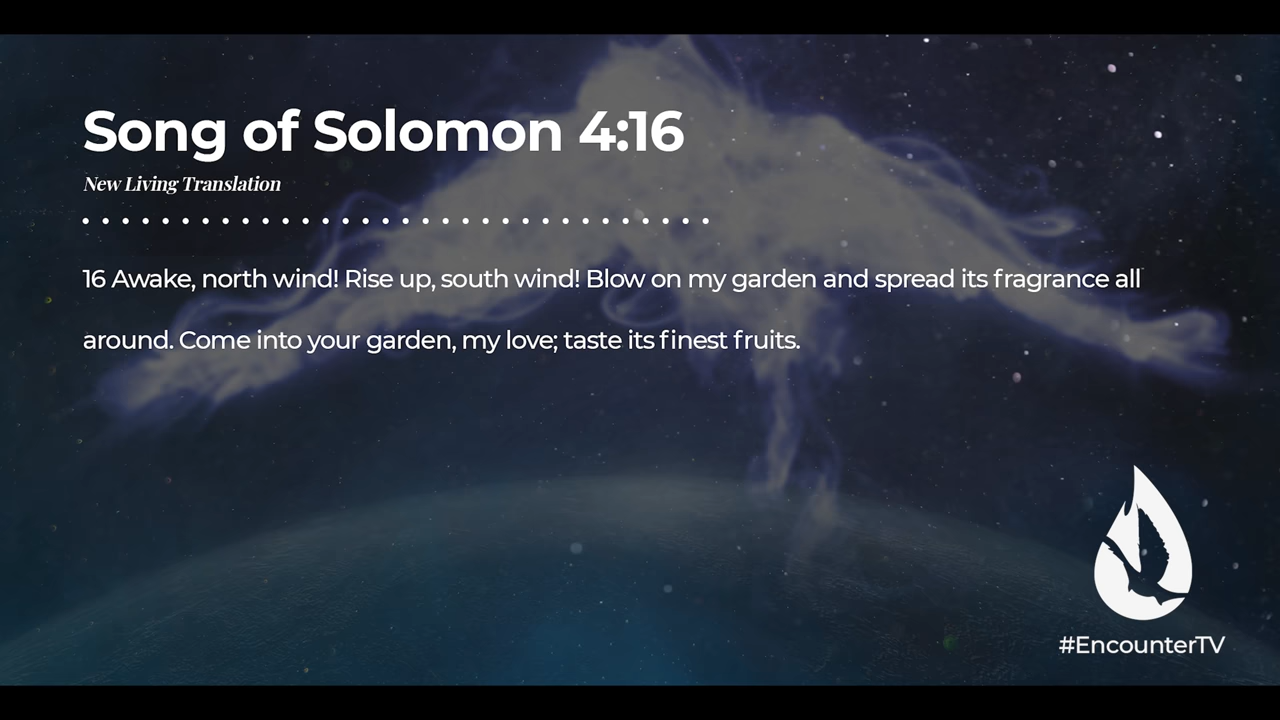 Song of Solomon 4:16
New Living Translation
16 Awake, north wind! Rise up, south wind! Blow on my garden and spread its fragrance all
around. Come into your garden, my love; taste its finest fruits.
#EncounterTV